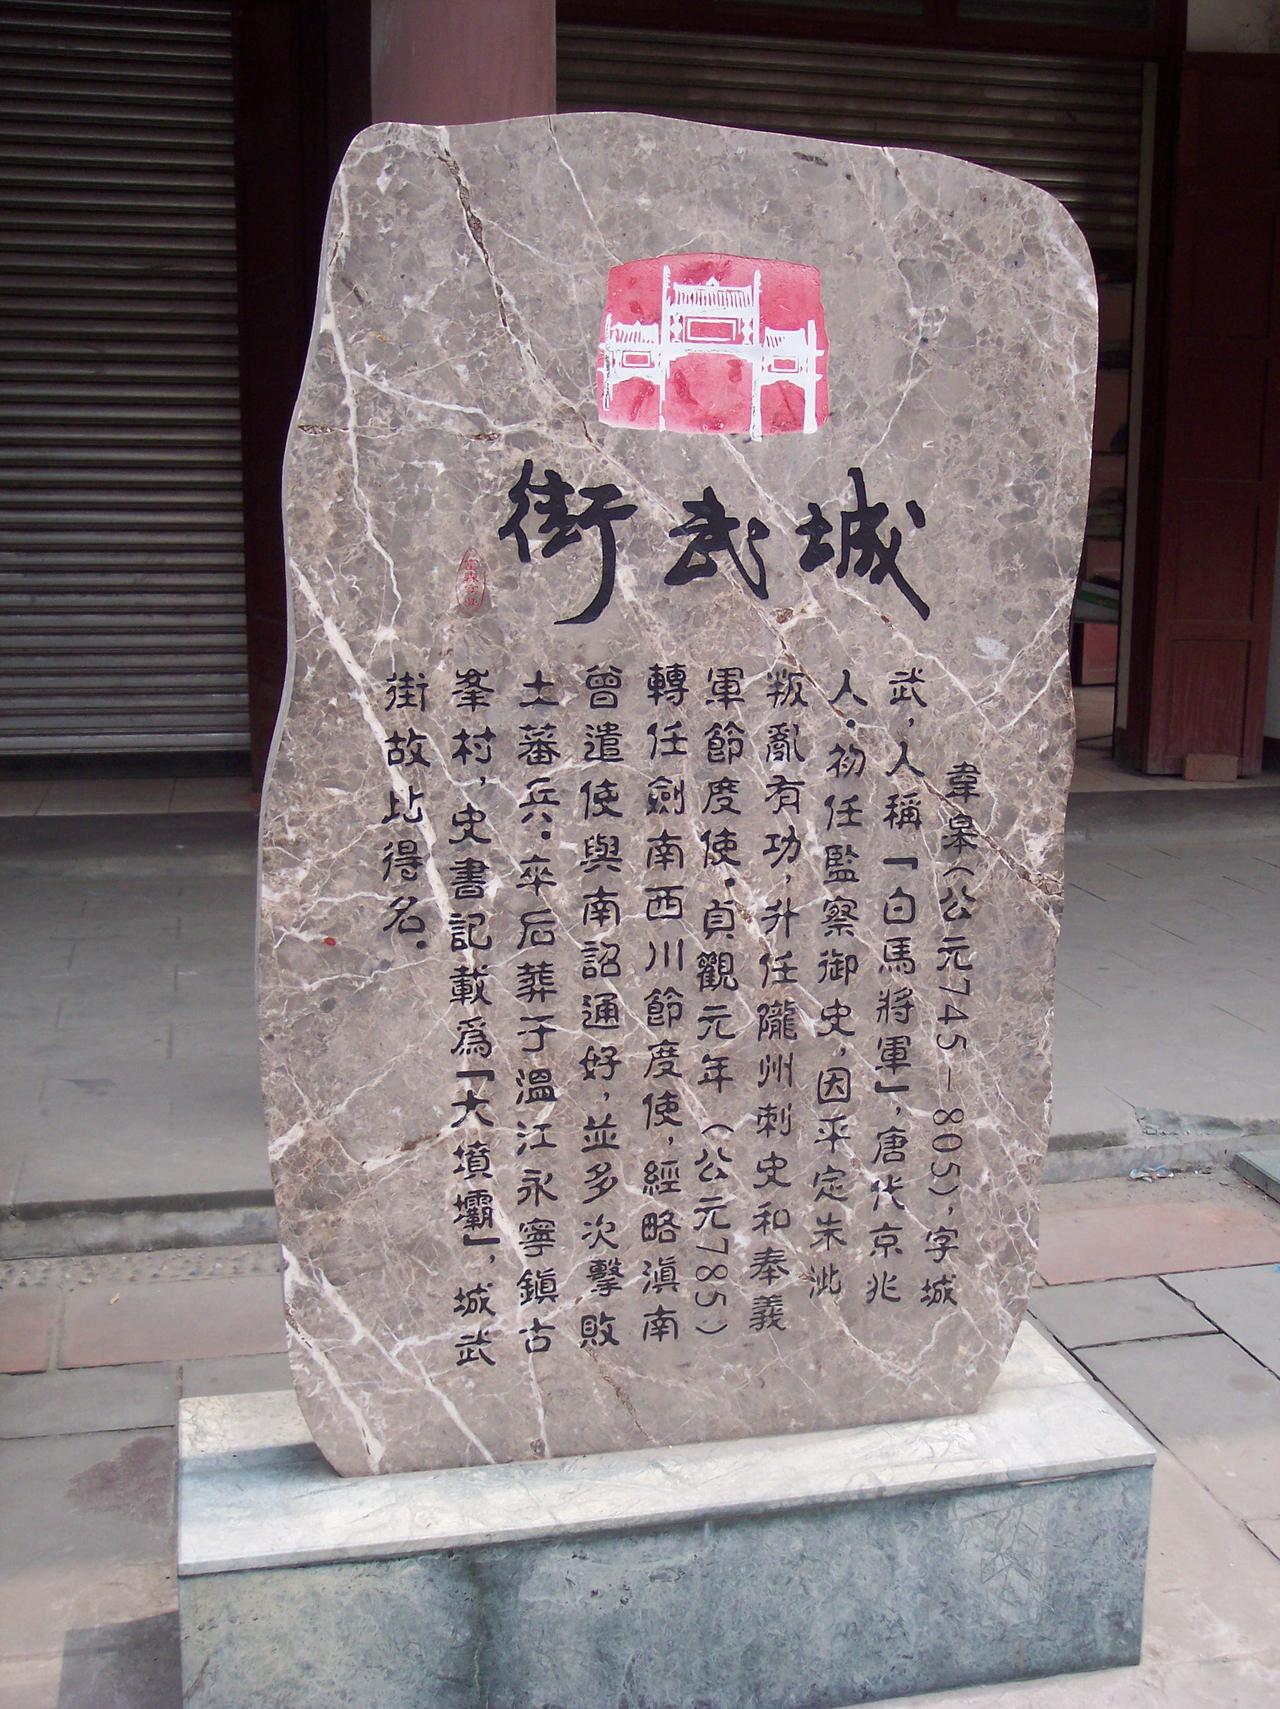 城武街
韋皋(公元745—805),字城
武,人稱「白馬將軍」,唐代京兆
人.初任監察御史,因平定朱泚
叛亂有功,升任隴州刺史和奉義
軍節度使.貞觀元年(公元785)
轉任劍南西川節度使,經略滇南
曾遣使與南詔通好,並多次擊敗
土蕃兵.卒后葬于溫江永寧鎮古
峯村,史書記載爲「大墳壩」,城武
街故此得名.